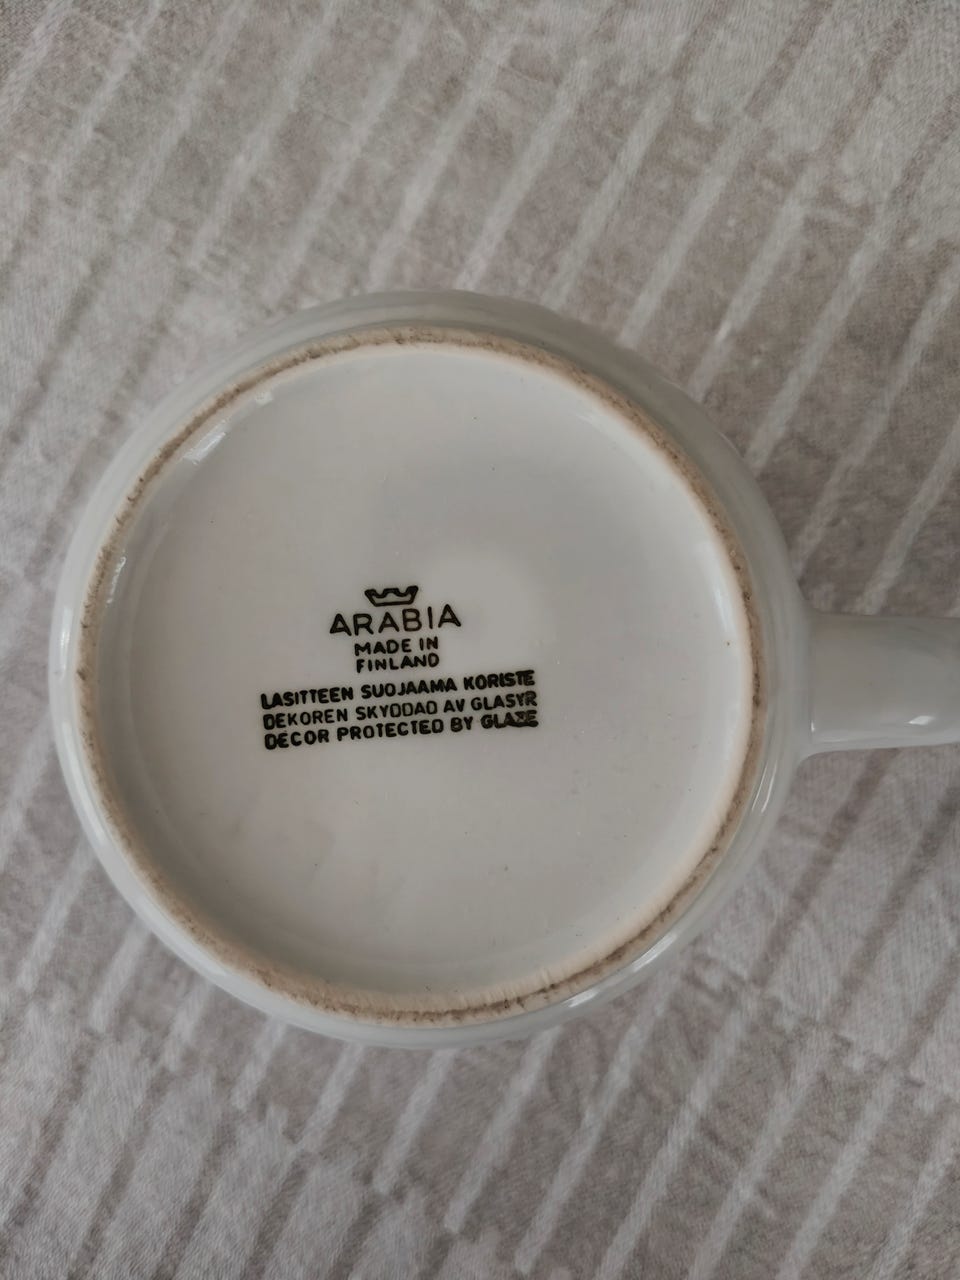 ARABIA
MADE IN
FINLAND
LASITTEEN SUOJAAMA KORISTE
DEKOREN SKYDDAD AV GLASYR
DECOR PROTECTED BY GLAZE